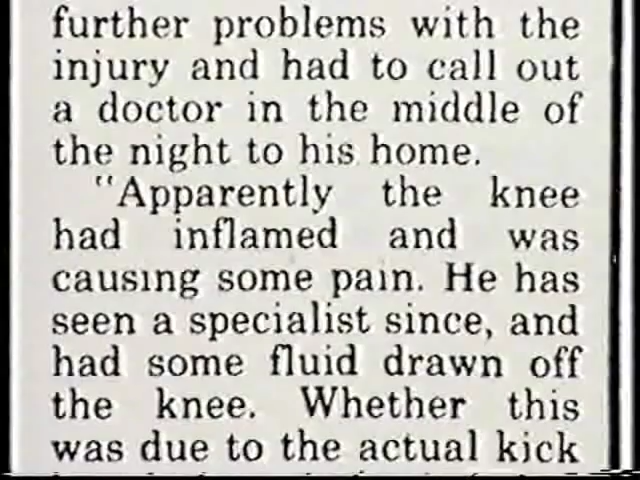 further problems with the
injury and had to call out
a doctor in the middle of
the night to his home.
"Apparently the knee
had inflamed and was
causing some pain. He has
seen a specialist since, and
had some fluid drawn off
the knee. Whether this
was due to the actual kick